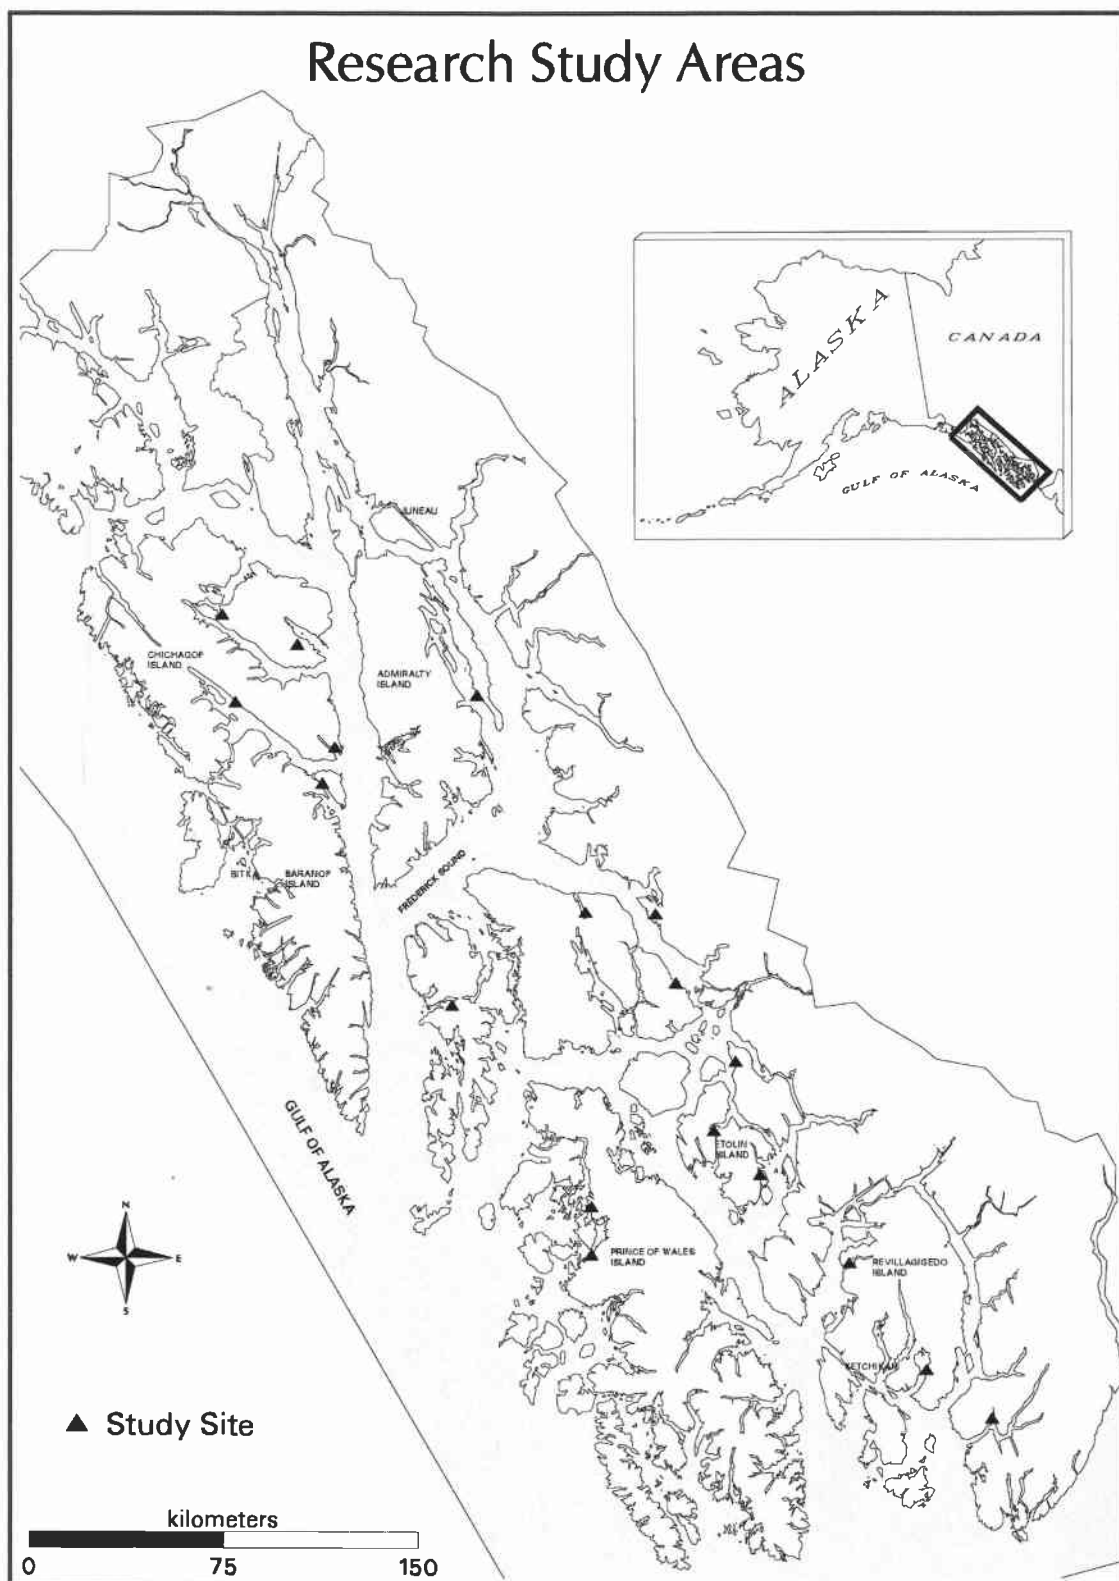 Research Study Areas
ALASKA
CANADA
GULF OF ALASKA
JUNEAU
CHICHAGOF
ISLAND
ADMIRALTY
ISLAND
SITKA
BARANOF
ISLAND
FREDERICK SOUND
GULF OF ALASKA
ETOLIN
ISLAND
PRINCE OF WALES
ISLAND
REVILLAGIGEDO
ISLAND
KETCHIKAN
N
W
E
S
Study Site
kilometers
0
75
150